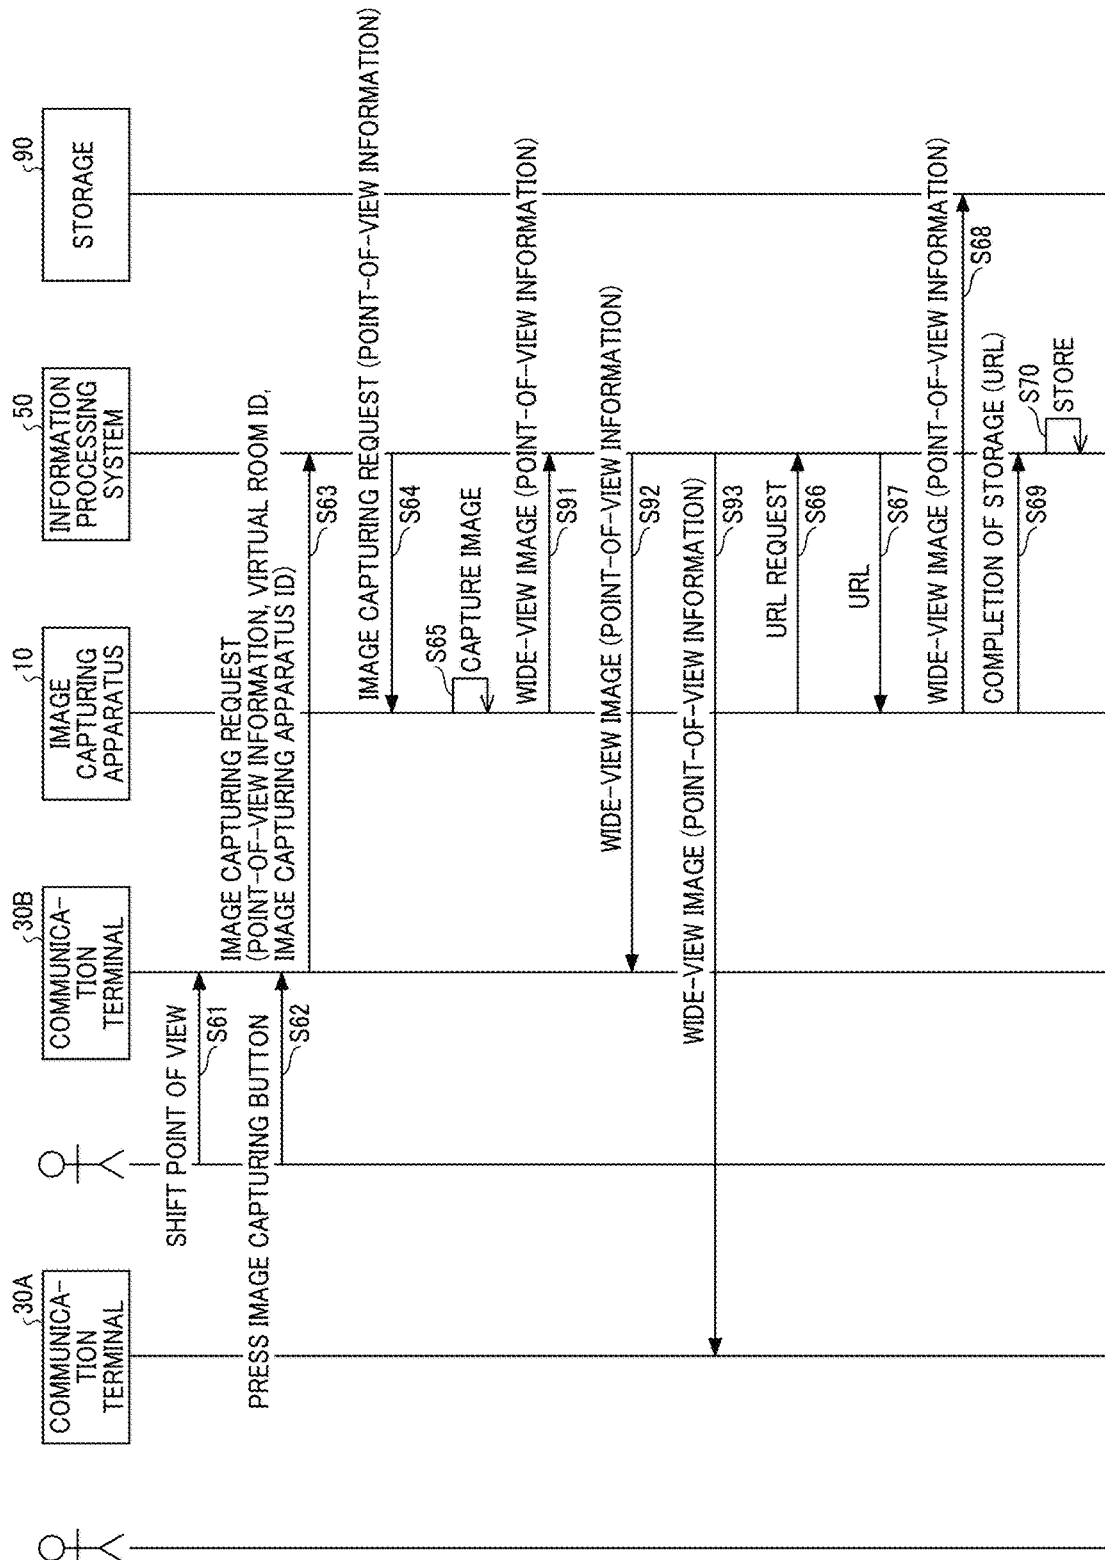 30A
COMMUNICA-
TION
TERMINAL
30B
COMMUNICA-
TION
TERMINAL
10
IMAGE
CAPTURING
APPARATUS
50
INFORMATION
PROCESSING
SYSTEM
90
STORAGE
SHIFT POINT OF VIEW
S61
PRESS IMAGE CAPTURING BUTTON
S62
IMAGE CAPTURING REQUEST
(POINT-OF-VIEW INFORMATION, VIRTUAL ROOM ID,
IMAGE CAPTURING APPARATUS ID)
S63
IMAGE CAPTURING REQUEST (POINT-OF-VIEW INFORMATION)
S64
S65
CAPTURE IMAGE
WIDE-VIEW IMAGE (POINT-OF-VIEW INFORMATION)
S91
WIDE-VIEW IMAGE (POINT-OF-VIEW INFORMATION)
S92
WIDE-VIEW IMAGE (POINT-OF-VIEW INFORMATION)
S93
URL REQUEST
S66
URL
S67
WIDE-VIEW IMAGE (POINT-OF-VIEW INFORMATION)
S68
COMPLETION OF STORAGE (URL)
S69
S70
STORE